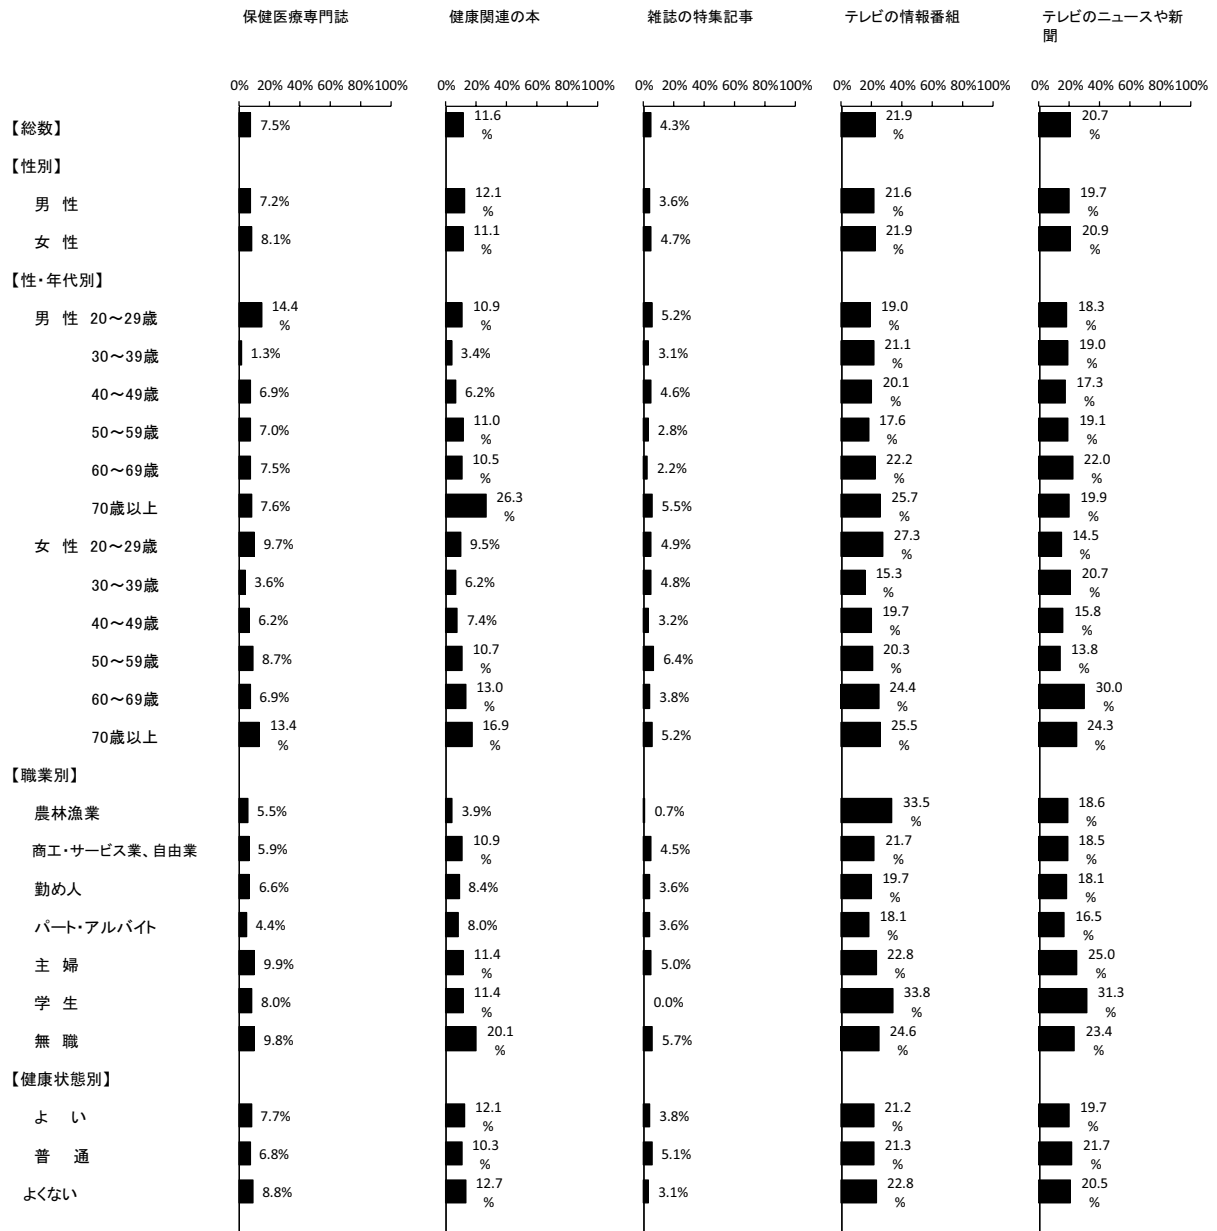 保健医療専門誌 健康関連の本 雑誌の特集記事 テレビの情報番組 テレビのニュースや新聞
0% 20% 40% 60% 80%100% 0% 20% 40% 60% 80%100% 0% 20% 40% 60% 80%100% 0% 20% 40% 60% 80%100% 0% 20% 40% 60% 80%100%
【総数】 7.5% 11.6% 4.3% 21.9% 20.7%
【性別】
男 性 7.2% 12.1% 3.6% 21.6% 19.7%
女 性 8.1% 11.1% 4.7% 21.9% 20.9%
【性・年代別】
男 性 20～29歳 14.4% 10.9% 5.2% 19.0% 18.3%
30～39歳 1.3% 3.4% 3.1% 21.1% 19.0%
40～49歳 6.9% 6.2% 4.6% 20.1% 17.3%
50～59歳 7.0% 11.0% 2.8% 17.6% 19.1%
60～69歳 7.5% 10.5% 2.2% 22.2% 22.0%
70歳以上 7.6% 26.3% 5.5% 25.7% 19.9%
女 性 20～29歳 9.7% 9.5% 4.9% 27.3% 14.5%
30～39歳 3.6% 6.2% 4.8% 15.3% 20.7%
40～49歳 6.2% 7.4% 3.2% 19.7% 15.8%
50～59歳 8.7% 10.7% 6.4% 20.3% 13.8%
60～69歳 6.9% 13.0% 3.8% 24.4% 30.0%
70歳以上 13.4% 16.9% 5.2% 25.5% 24.3%
【職業別】
農林漁業 5.5% 3.9% 0.7% 33.5% 18.6%
商工・サービス業、自由業 5.9% 10.9% 4.5% 21.7% 18.5%
勤め人 6.6% 8.4% 3.6% 19.7% 18.1%
パート・アルバイト 4.4% 8.0% 3.6% 18.1% 16.5%
主 婦 9.9% 11.4% 5.0% 22.8% 25.0%
学 生 8.0% 11.4% 0.0% 33.8% 31.3%
無 職 9.8% 20.1% 5.7% 24.6% 23.4%
【健康状態別】
よ い 7.7% 12.1% 3.8% 21.2% 19.7%
普 通 6.8% 10.3% 5.1% 21.3% 21.7%
よくない 8.8% 12.7% 3.1% 22.8% 20.5%